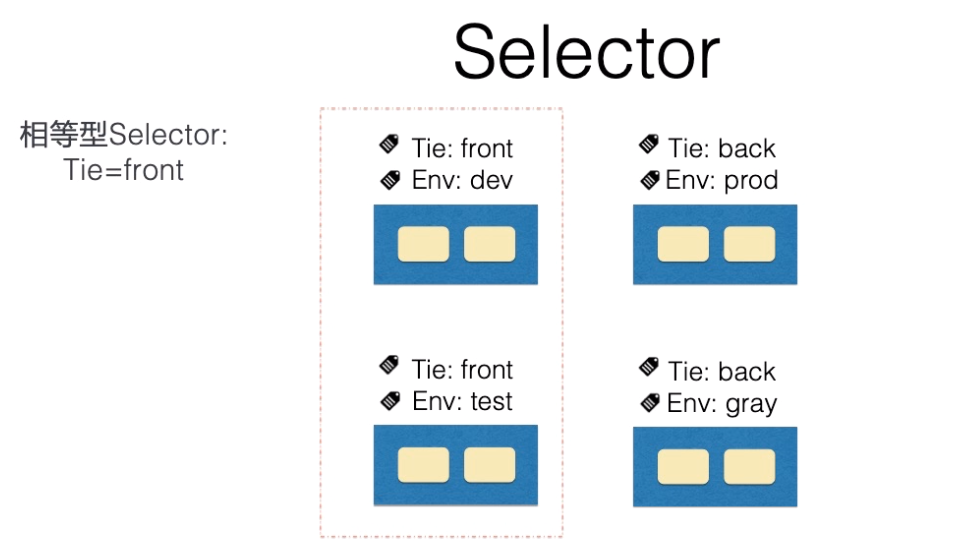 Selector
相等型Selector:
Tie=front
Tie: front
Env: dev
Tie: back
Env: prod
Tie: front
Env: test
Tie: back
Env: gray